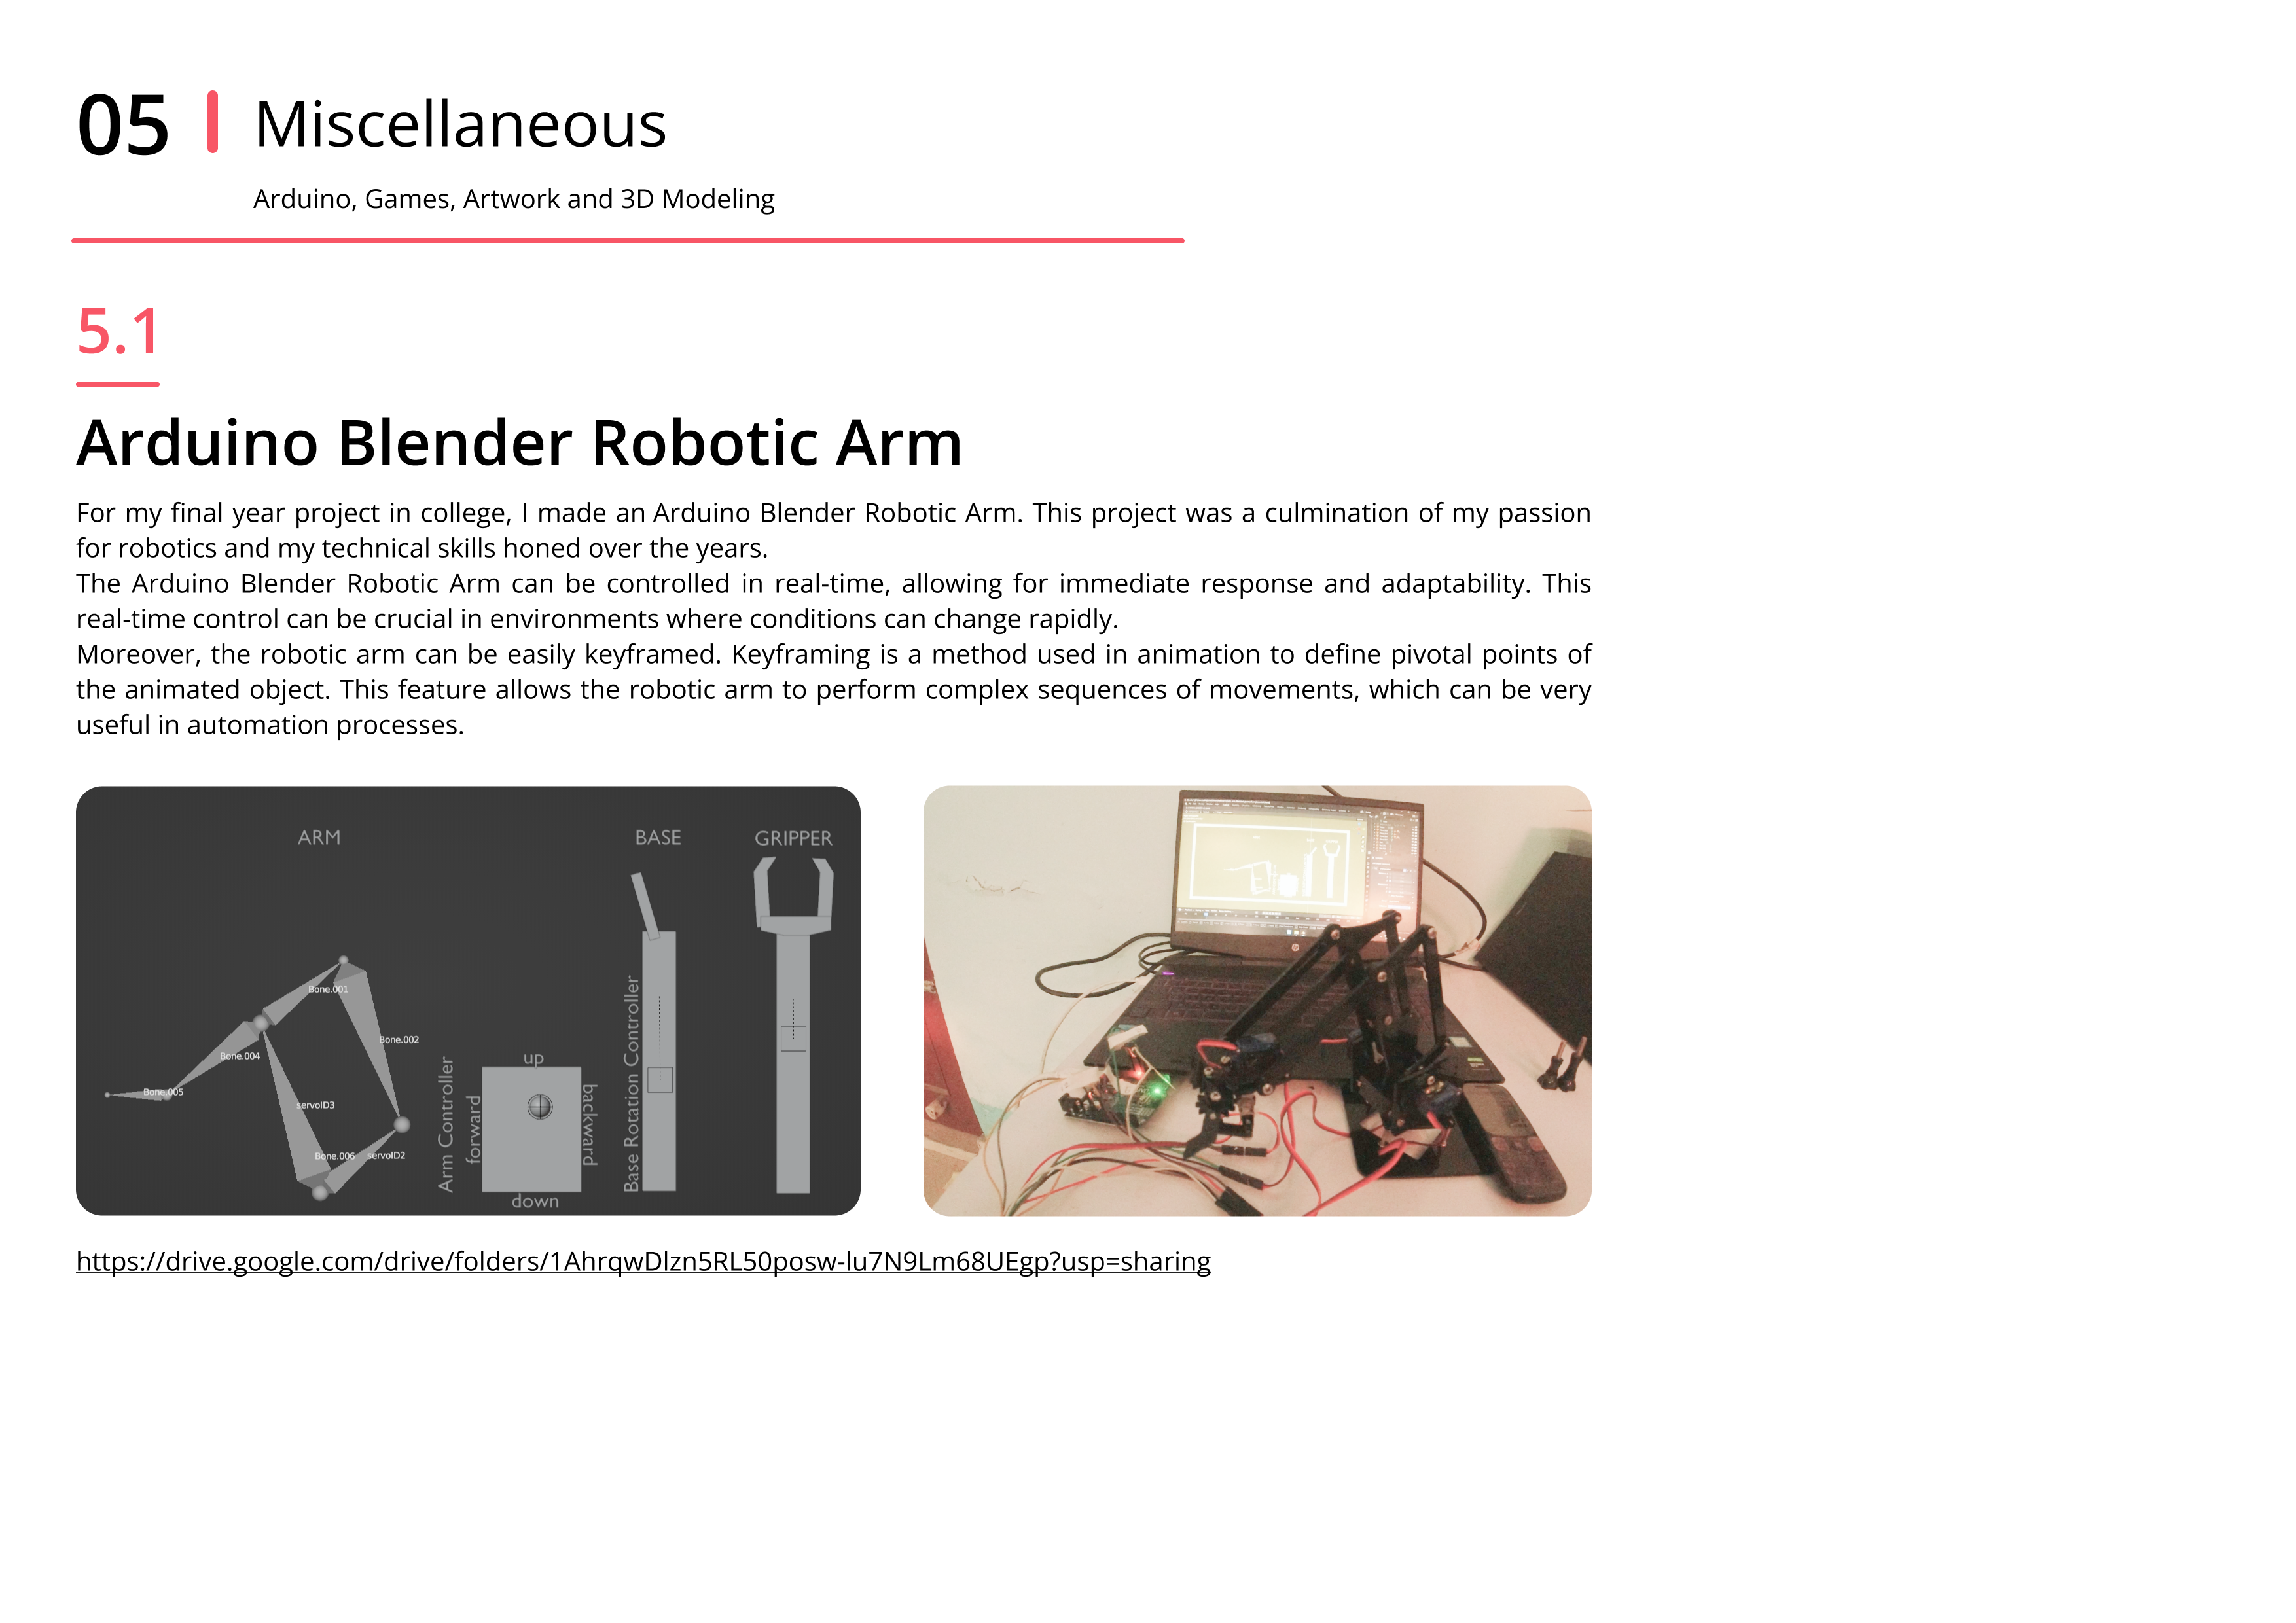 05
Miscellaneous
Arduino, Games, Artwork and 3D Modeling
5.1
Arduino Blender Robotic Arm
For my final year project in college, I made an Arduino Blender Robotic Arm. This project was a culmination of my passion
for robotics and my technical skills honed over the years.
The Arduino Blender Robotic Arm can be controlled in real-time, allowing for immediate response and adaptability. This
real-time control can be crucial in environments where conditions can change rapidly.
Moreover, the robotic arm can be easily keyframed. Keyframing is a method used in animation to define pivotal points of
the animated object. This feature allows the robotic arm to perform complex sequences of movements, which can be very
useful in automation processes.
ARM
BASE
GRIPPER
Bone.001
Bone.002
Bone.004
Bone.005
servoID3
Bone.006
servoID2
Arm Controller
forward
up
backward
down
Base Rotation Controller
hp
https://drive.google.com/drive/folders/1AhrqwDlzn5RL50posw-lu7N9Lm68UEgp?usp=sharing